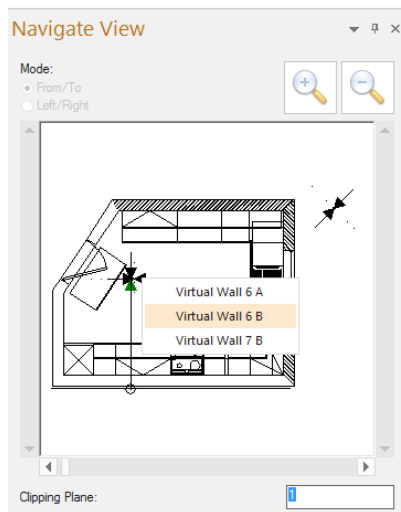 Navigate View
Mode:
From/To
Left/Right
Virtual Wall 6 A
Virtual Wall 6 B
Virtual Wall 7 B
Clipping Plane:
1